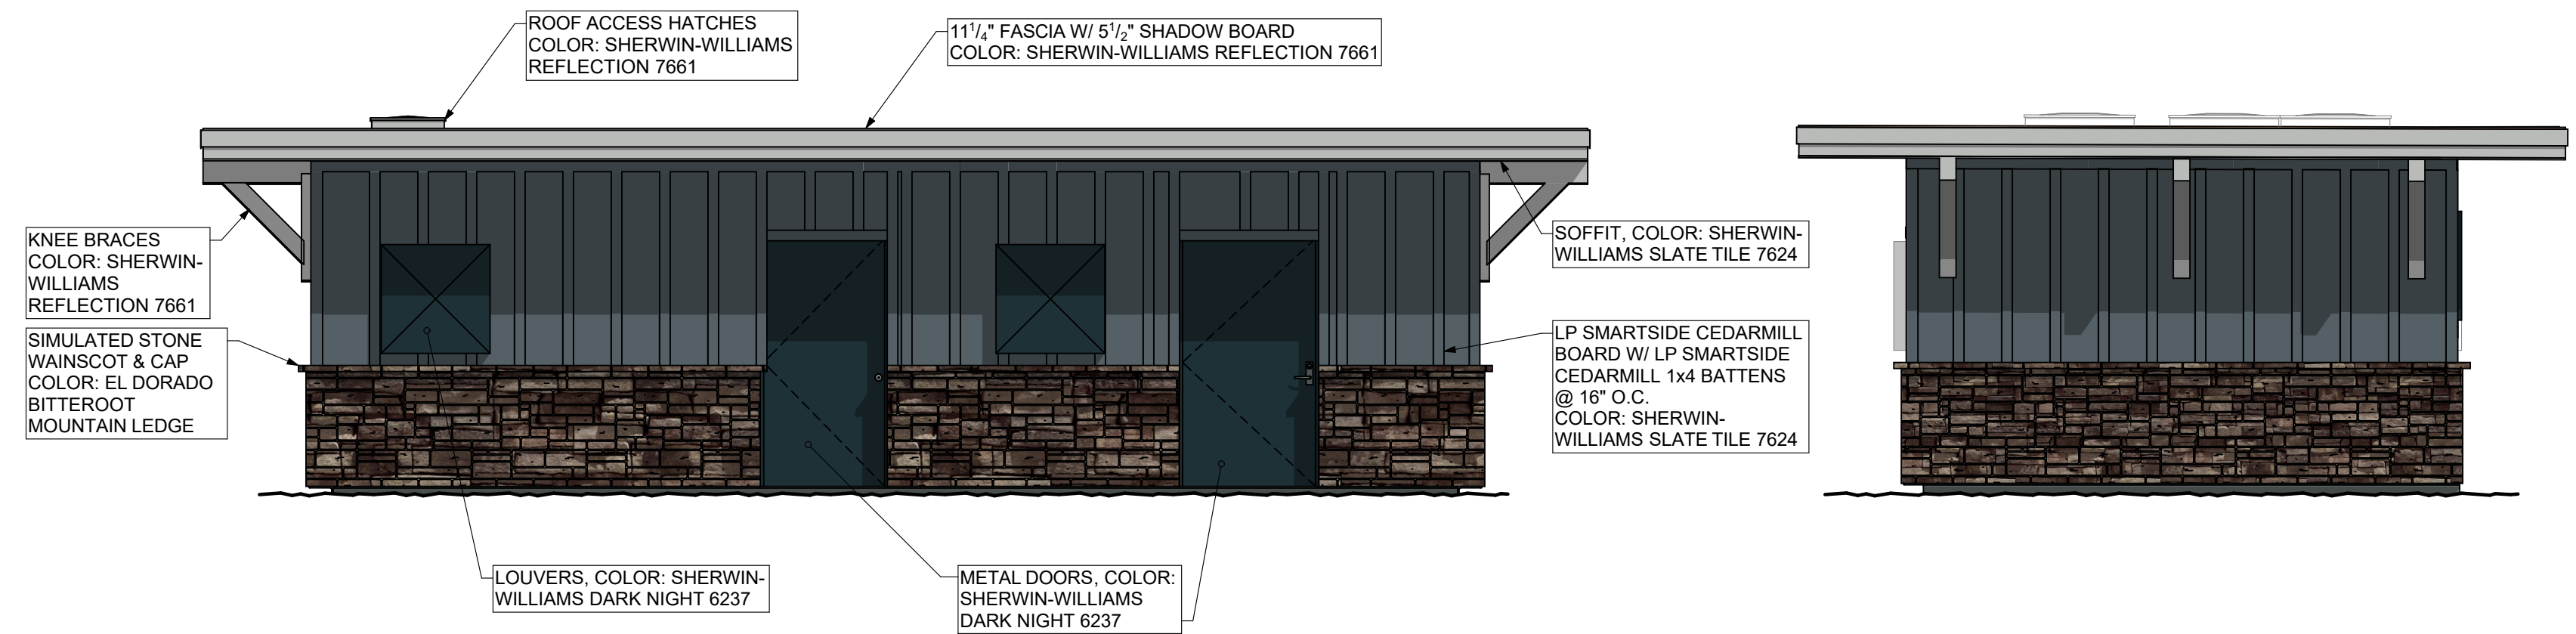 ROOF ACCESS HATCHES
COLOR: SHERWIN-WILLIAMS
REFLECTION 7661
11 1/4" FASCIA W/ 5 1/2" SHADOW BOARD
COLOR: SHERWIN-WILLIAMS REFLECTION 7661
KNEE BRACES
COLOR: SHERWIN-
WILLIAMS
REFLECTION 7661
SIMULATED STONE
WAINSCOT & CAP
COLOR: EL DORADO
BITTEROOT
MOUNTAIN LEDGE
SOFFIT, COLOR: SHERWIN-
WILLIAMS SLATE TILE 7624
LP SMARTSIDE CEDARMILL
BOARD W/ LP SMARTSIDE
CEDARMILL 1x4 BATTENS
@ 16" O.C.
COLOR: SHERWIN-
WILLIAMS SLATE TILE 7624
LOUVERS, COLOR: SHERWIN-
WILLIAMS DARK NIGHT 6237
METAL DOORS, COLOR:
SHERWIN-WILLIAMS
DARK NIGHT 6237